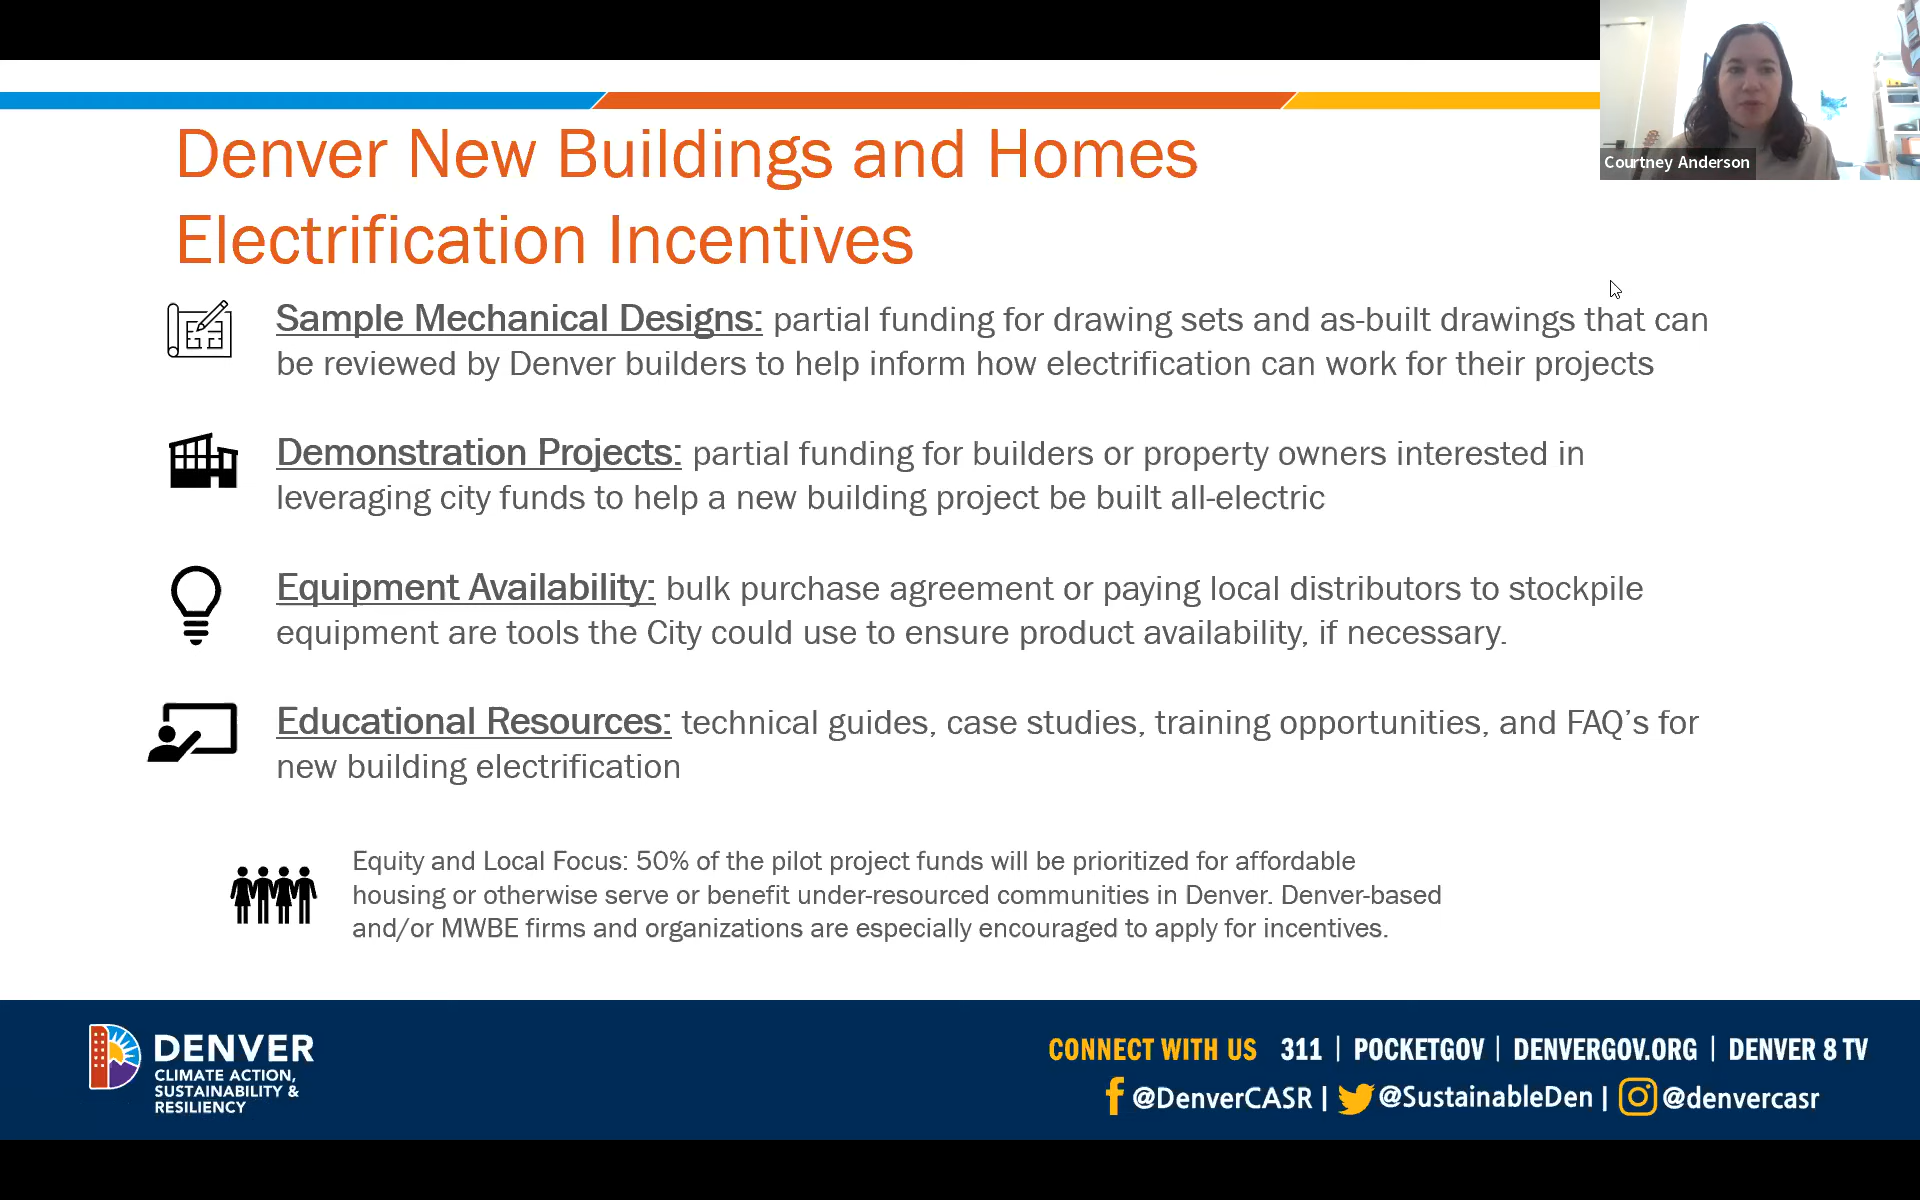 Courtney Anderson
Denver New Buildings and Homes
Electrification Incentives
Sample Mechanical Designs: partial funding for drawing sets and as-built drawings that can
be reviewed by Denver builders to help inform how electrification can work for their projects
Demonstration Projects: partial funding for builders or property owners interested in
leveraging city funds to help a new building project be built all-electric
Equipment Availability: bulk purchase agreement or paying local distributors to stockpile
equipment are tools the City could use to ensure product availability, if necessary.
Educational Resources: technical guides, case studies, training opportunities, and FAQ’s for
new building electrification
Equity and Local Focus: 50% of the pilot project funds will be prioritized for affordable
housing or otherwise serve or benefit under-resourced communities in Denver. Denver-based
and/or MWBE firms and organizations are especially encouraged to apply for incentives.
DENVER
CLIMATE ACTION,
SUSTAINABILITY &
RESILIENCY
CONNECT WITH US 311 | POCKETGOV | DENVERGOV.ORG | DENVER 8 TV
@DenverCASR | @SustainableDen | @denvercasr